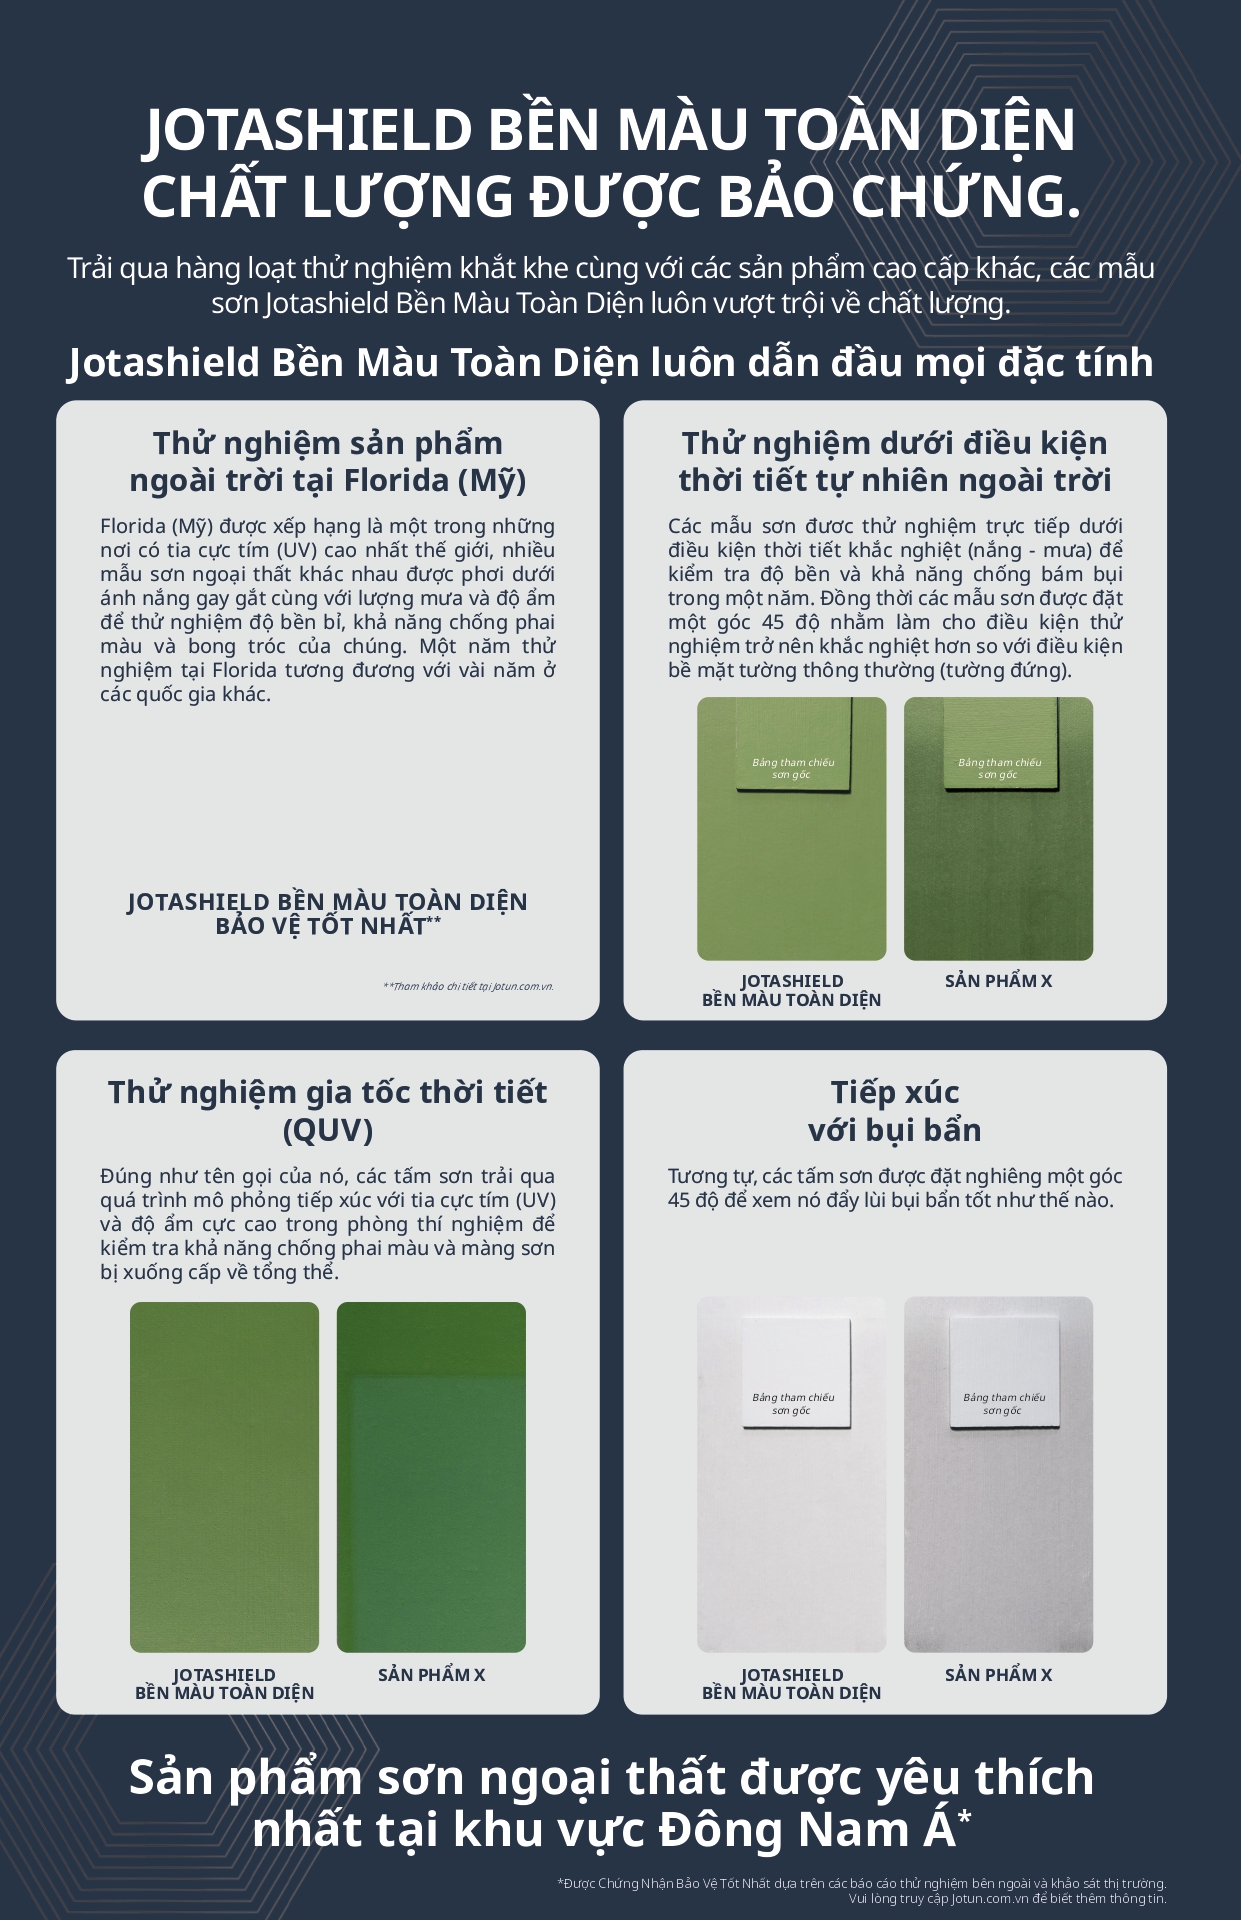 JOTASHIELD BỀN MÀU TOÀN DIỆN
CHẤT LƯỢNG ĐƯỢC BẢO CHỨNG.
Trải qua hàng loạt thử nghiệm khắt khe cùng với các sản phẩm cao cấp khác, các mẫu
sơn Jotashield Bền Màu Toàn Diện luôn vượt trội về chất lượng.
Jotashield Bền Màu Toàn Diện luôn dẫn đầu mọi đặc tính
Thử nghiệm sản phẩm
ngoài trời tại Florida (Mỹ)
Florida (Mỹ) được xếp hạng là một trong những
nơi có tia cực tím (UV) cao nhất thế giới, nhiều
mẫu sơn ngoại thất khác nhau được phơi dưới
ánh nắng gay gắt cùng với lượng mưa và độ ẩm
để thử nghiệm độ bền bỉ, khả năng chống phai
màu và bong tróc của chúng. Một năm thử
nghiệm tại Florida tương đương với vài năm ở
các quốc gia khác.
JOTASHIELD BỀN MÀU TOÀN DIỆN
BẢO VỆ TỐT NHẤT**
**Tham khảo chi tiết tại Jotun.com.vn.
Thử nghiệm dưới điều kiện
thời tiết tự nhiên ngoài trời
Các mẫu sơn đươc thử nghiệm trực tiếp dưới
điều kiện thời tiết khắc nghiệt (nắng - mưa) để
kiểm tra độ bền và khả năng chống bám bụi
trong một năm. Đồng thời các mẫu sơn được đặt
một góc 45 độ nhằm làm cho điều kiện thử
nghiệm trở nên khắc nghiệt hơn so với điều kiện
bề mặt tường thông thường (tường đứng).
Bảng tham chiếu
sơn gốc
Bảng tham chiếu
sơn gốc
JOTASHIELD
BỀN MÀU TOÀN DIỆN
SẢN PHẨM X
Thử nghiệm gia tốc thời tiết
(QUV)
Đúng như tên gọi của nó, các tấm sơn trải qua
quá trình mô phỏng tiếp xúc với tia cực tím (UV)
và độ ẩm cực cao trong phòng thí nghiệm để
kiểm tra khả năng chống phai màu và màng sơn
bị xuống cấp về tổng thể.
JOTASHIELD
BỀN MÀU TOÀN DIỆN
SẢN PHẨM X
Tiếp xúc
với bụi bẩn
Tương tự, các tấm sơn được đặt nghiêng một góc
45 độ để xem nó đẩy lùi bụi bẩn tốt như thế nào.
Bảng tham chiếu
sơn gốc
Bảng tham chiếu
sơn gốc
JOTASHIELD
BỀN MÀU TOÀN DIỆN
SẢN PHẨM X
Sản phẩm sơn ngoại thất được yêu thích
nhất tại khu vực Đông Nam Á*
*Được Chứng Nhận Bảo Vệ Tốt Nhất dựa trên các báo cáo thử nghiệm bên ngoài và khảo sát thị trường.
Vui lòng truy cập Jotun.com.vn để biết thêm thông tin.